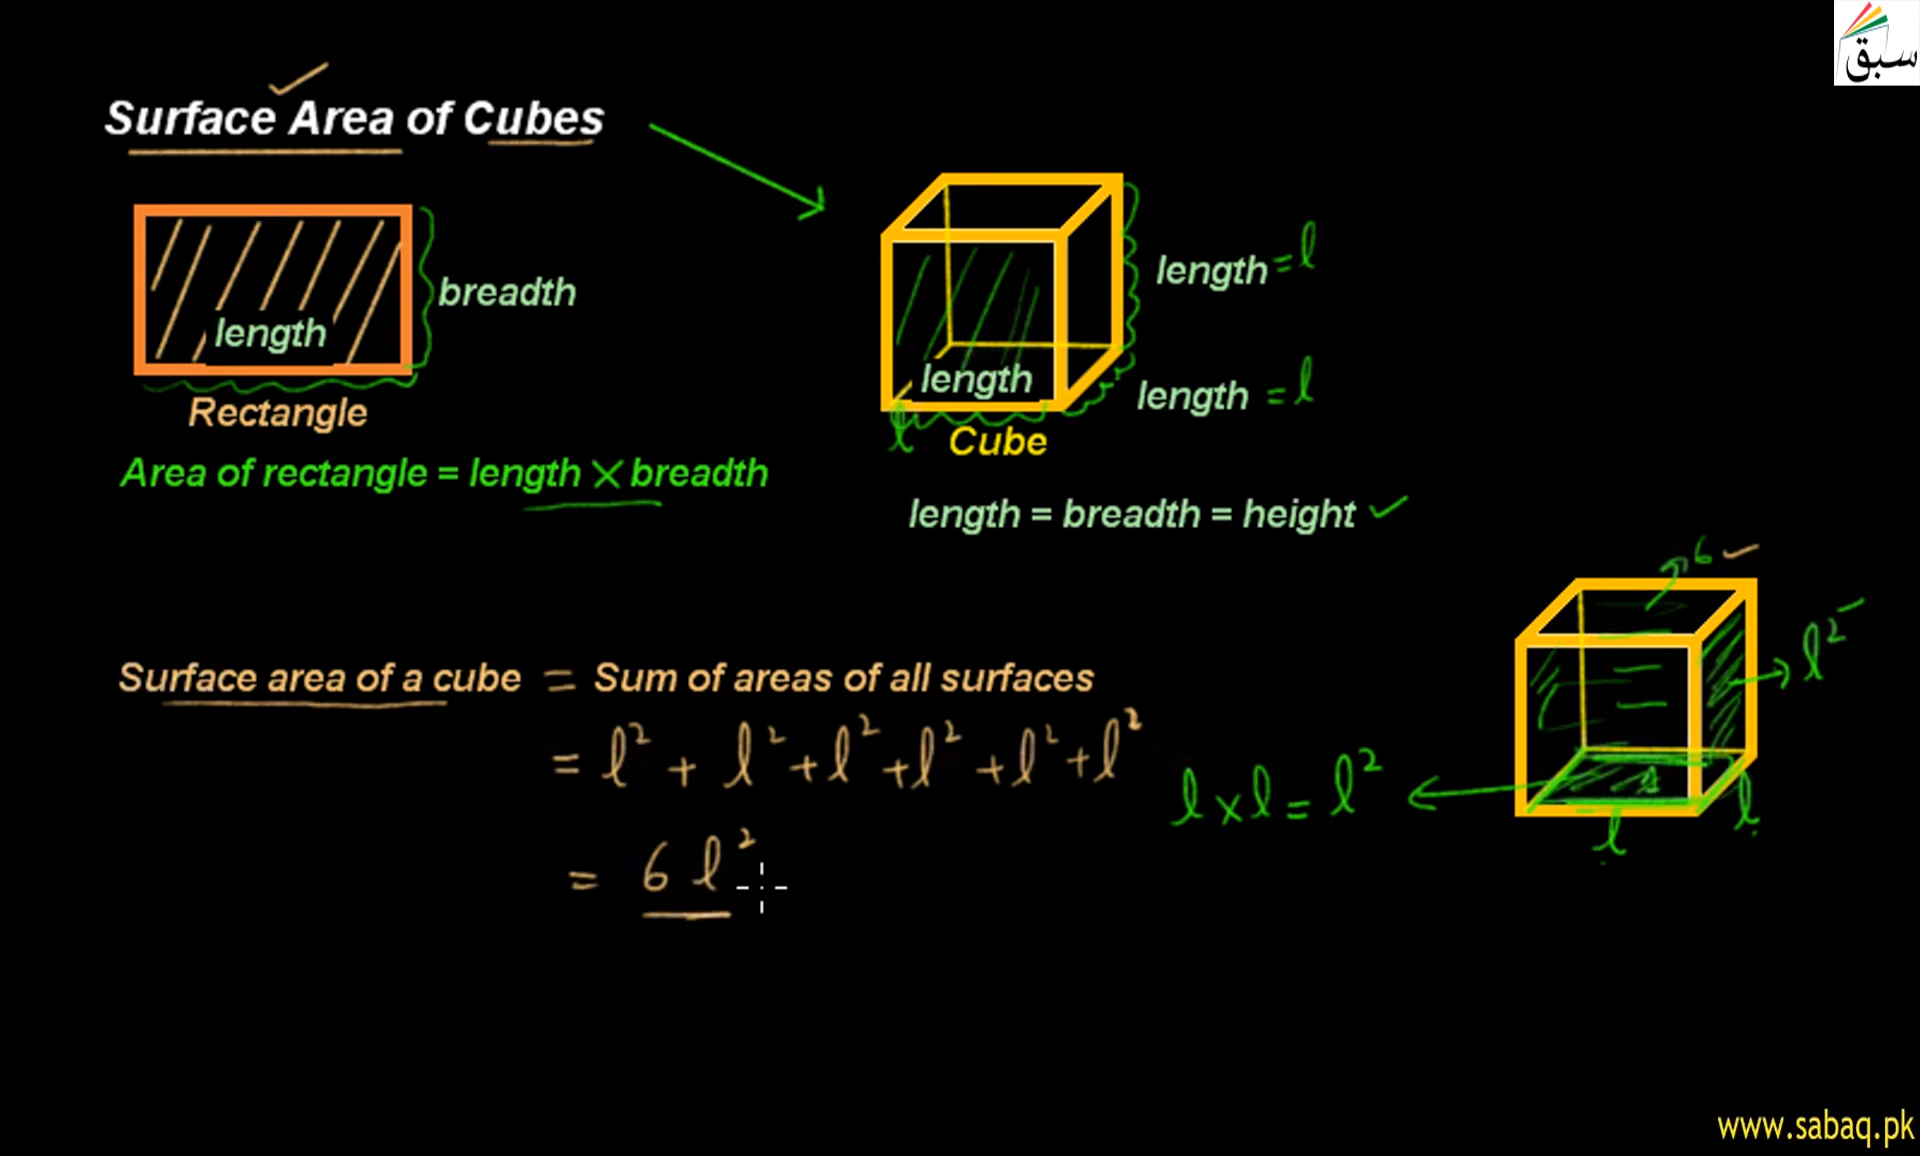 سبق
Surface Area of Cubes
length
breadth
Rectangle
Area of rectangle = length × breadth
length = l
length = l
length
l
Cube
length = breadth = height
6
l²
l
l
l × l = l²
Surface area of a cube = Sum of areas of all surfaces
= l² + l² + l² + l² + l² + l²
= 6 l²
www.sabaq.pk